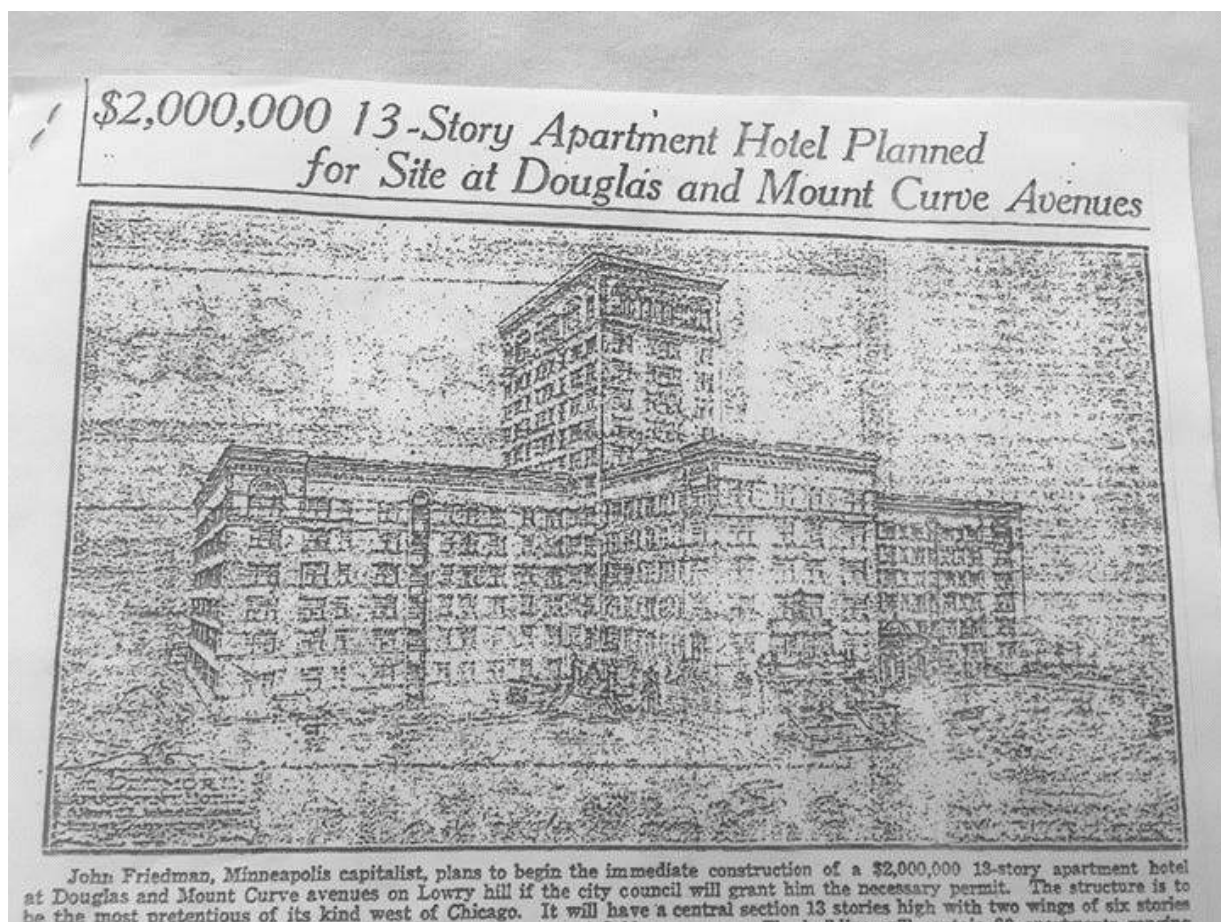 $2,000,000 13-Story Apartment Hotel Planned
for Site at Douglas and Mount Curve Avenues
John Friedman, Minneapolis capitalist, plans to begin the immediate construction of a $2,000,000 13-story apartment hotel
at Douglas and Mount Curve avenues on Lowry hill if the city council will grant him the necessary permit. The structure is to
be the most pretentious of its kind west of Chicago. It will have a central section 13 stories high with two wings of six stories